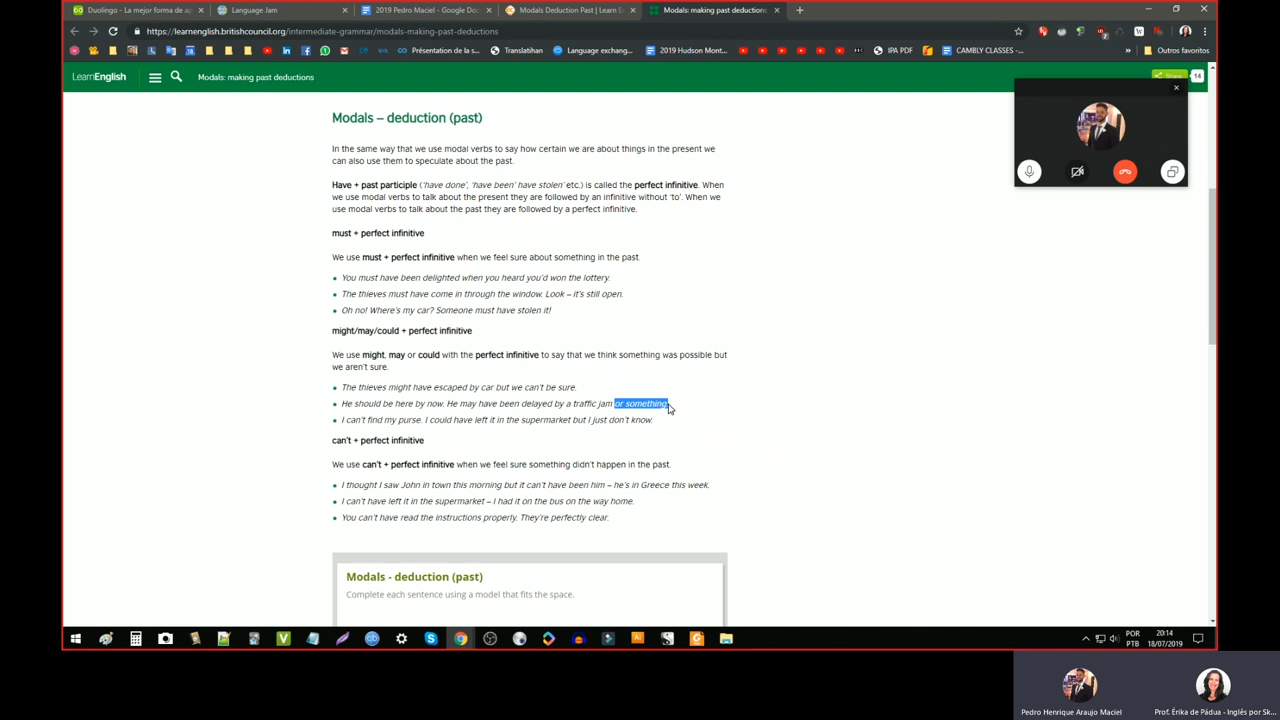 Duolingo - La mejor forma de ap
Language Jam
2019 Pedro Maciel - Google Doc
Modals Deduction Past | Learn E
Modals: making past deductions
https://learnenglish.britishcouncil.org/intermediate-grammar/modals-making-past-deductions
Présentation de la s...
Translatihan
Language exchang...
2019 Hudson Mont...
IPA PDF
CAMBLY CLASSES -...
Outros favoritos
LearnEnglish
Modals: making past deductions
Share
14
Modals – deduction (past)
In the same way that we use modal verbs to say how certain we are about things in the present we
can also use them to speculate about the past.
Have + past participle (‘have done’, ‘have been’ have stolen’ etc.) is called the perfect infinitive. When
we use modal verbs to talk about the present they are followed by an infinitive without ‘to’. When we
use modal verbs to talk about the past they are followed by a perfect infinitive.
must + perfect infinitive
We use must + perfect infinitive when we feel sure about something in the past.
You must have been delighted when you heard you’d won the lottery.
The thieves must have come in through the window. Look – it’s still open.
Oh no! Where’s my car? Someone must have stolen it!
might/may/could + perfect infinitive
We use might, may or could with the perfect infinitive to say that we think something was possible but
we aren’t sure.
The thieves might have escaped by car but we can’t be sure.
He should be here by now. He may have been delayed by a traffic jam or something.
I can’t find my purse. I could have left it in the supermarket but I just don’t know.
can’t + perfect infinitive
We use can’t + perfect infinitive when we feel sure something didn’t happen in the past.
I thought I saw John in town this morning but it can’t have been him – he’s in Greece this week.
I can’t have left it in the supermarket – I had it on the bus on the way home.
You can’t have read the instructions properly. They’re perfectly clear.
Modals - deduction (past)
Complete each sentence using a model that fits the space.
POR
PTB
20:14
18/07/2019
Pedro Henrique Araujo Maciel
Prof. Érika de Pádua - Inglês por Sk...